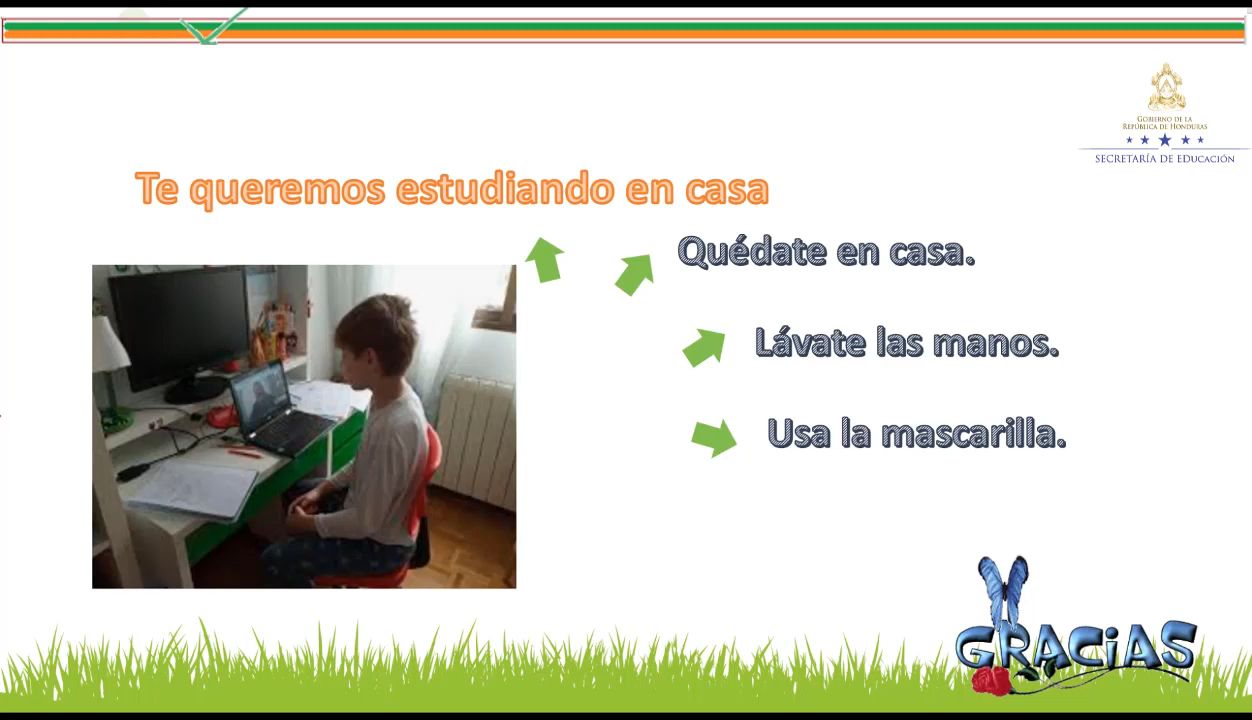 GOBIERNO DE LA
REPÚBLICA DE HONDURAS
SECRETARÍA DE EDUCACIÓN
Te queremos estudiando en casa
Quédate en casa.
Lávate las manos.
Usa la mascarilla.
GRACiAS